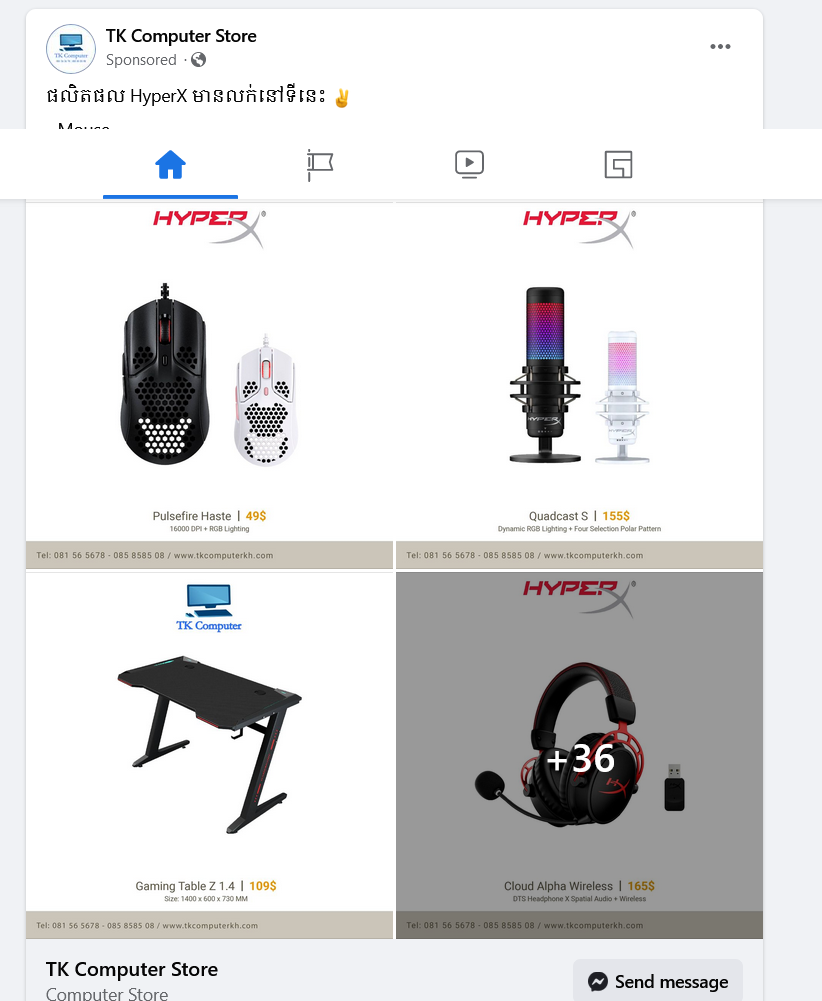 TK Computer Store
TK Computer
Sponsored ·
ផលិតផល HyperX មានលក់នៅទីនេះ ✌
Mouse
HYPERX®
HYPERX®
HYPERX
Pulsefire Haste | 49$
16000 DPI + RGB Lighting
Quadcast S | 155$
Dynamic RGB Lighting + Four Selection Polar Pattern
Tel: 081 56 5678 - 085 8585 08 / www.tkcomputerkh.com
Tel: 081 56 5678 - 085 8585 08 / www.tkcomputerkh.com
TK Computer
HYPERX®
+36
Gaming Table Z 1.4 | 109$
Size: 1400 x 600 x 730 MM
Cloud Alpha Wireless | 165$
DTS Headphone X Spatial Audio + Wireless
Tel: 081 56 5678 - 085 8585 08 / www.tkcomputerkh.com
Tel: 081 56 5678 - 085 8585 08 / www.tkcomputerkh.com
TK Computer Store
Computer Store
Send message